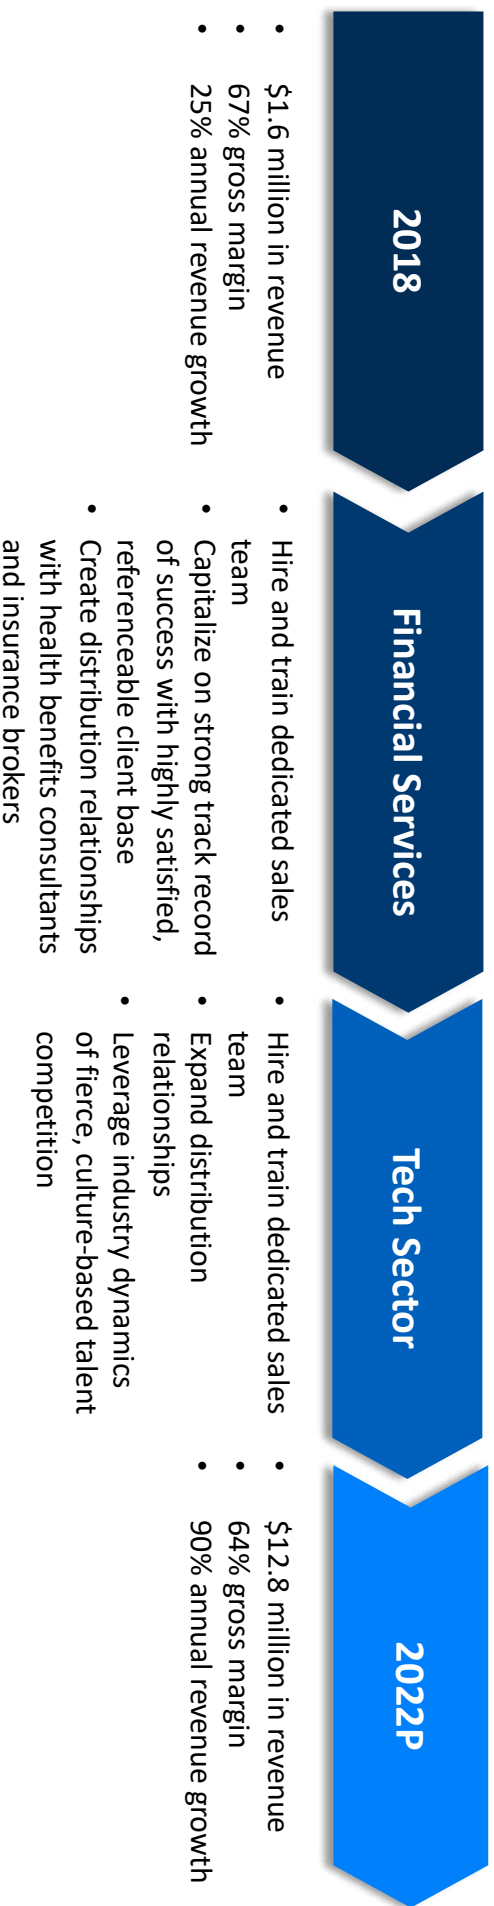 2018
• $1.6 million in revenue
• 67% gross margin
• 25% annual revenue growth
Financial Services
• Hire and train dedicated sales
team
• Capitalize on strong track record
of success with highly satisfied,
referenceable client base
• Create distribution relationships
with health benefits consultants
and insurance brokers
Tech Sector
• Hire and train dedicated sales
team
• Expand distribution
relationships
• Leverage industry dynamics
of fierce, culture-based talent
competition
2022P
• $12.8 million in revenue
• 64% gross margin
• 90% annual revenue growth